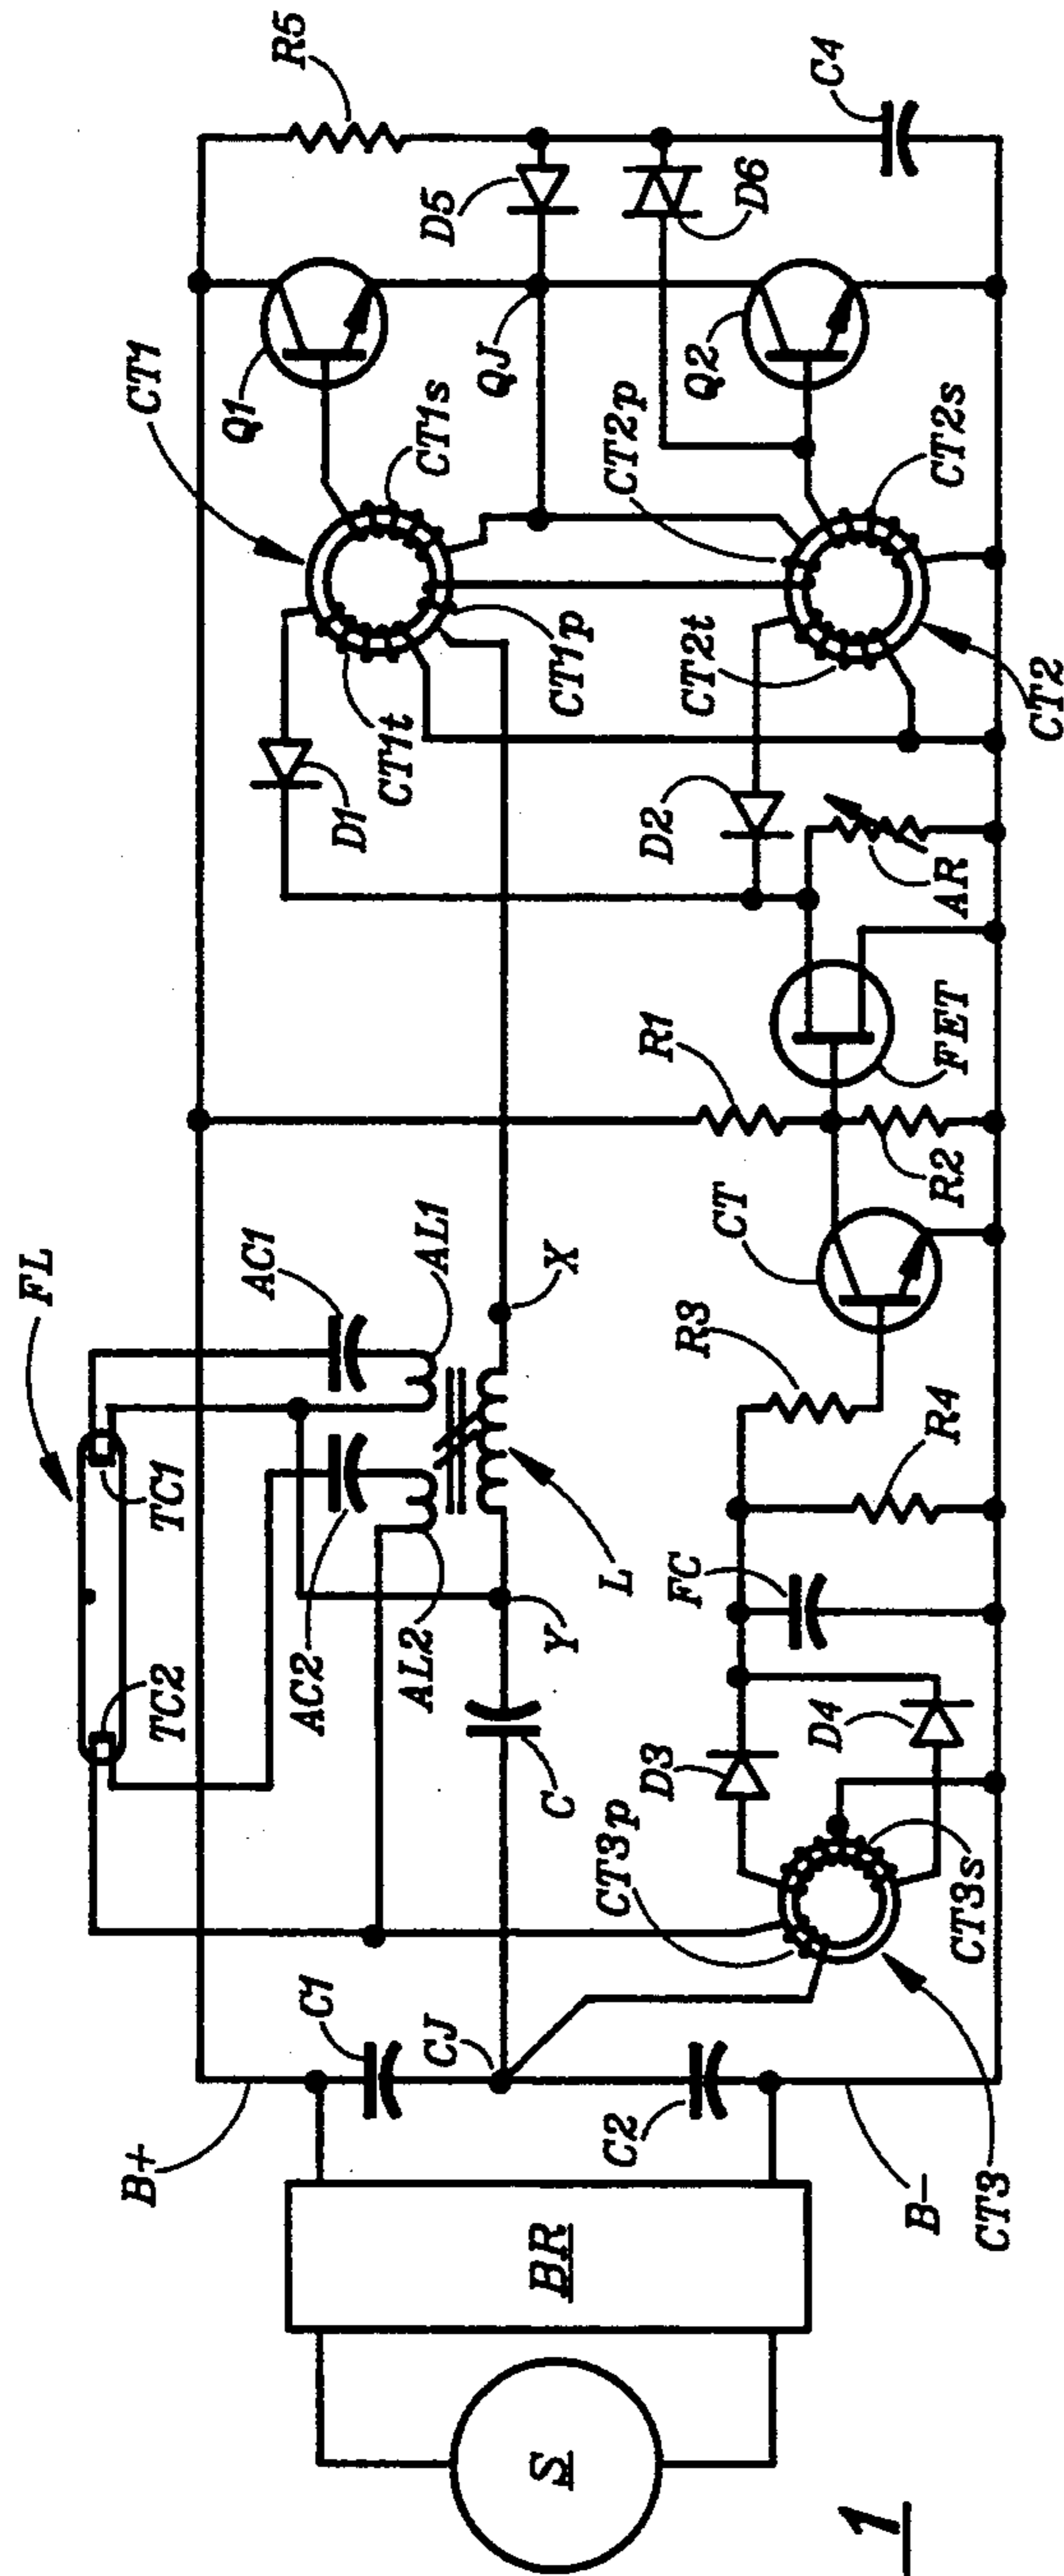 FL
B+
C1
TC2
TC1
AC1
CT1
Q1
R5
CJ
AC2
AL2
AL1
Y
X
D1
CT1s
D5
QJ
C
L
CT1t
CT1p
C2
CT3p
D3
FC
R3
R1
D2
CT2t
CT2p
Q2
D6
C4
BR
S
D4
R4
CT
B-
CT3
CT3s
R2
FET
AR
CT2
CT2s
1